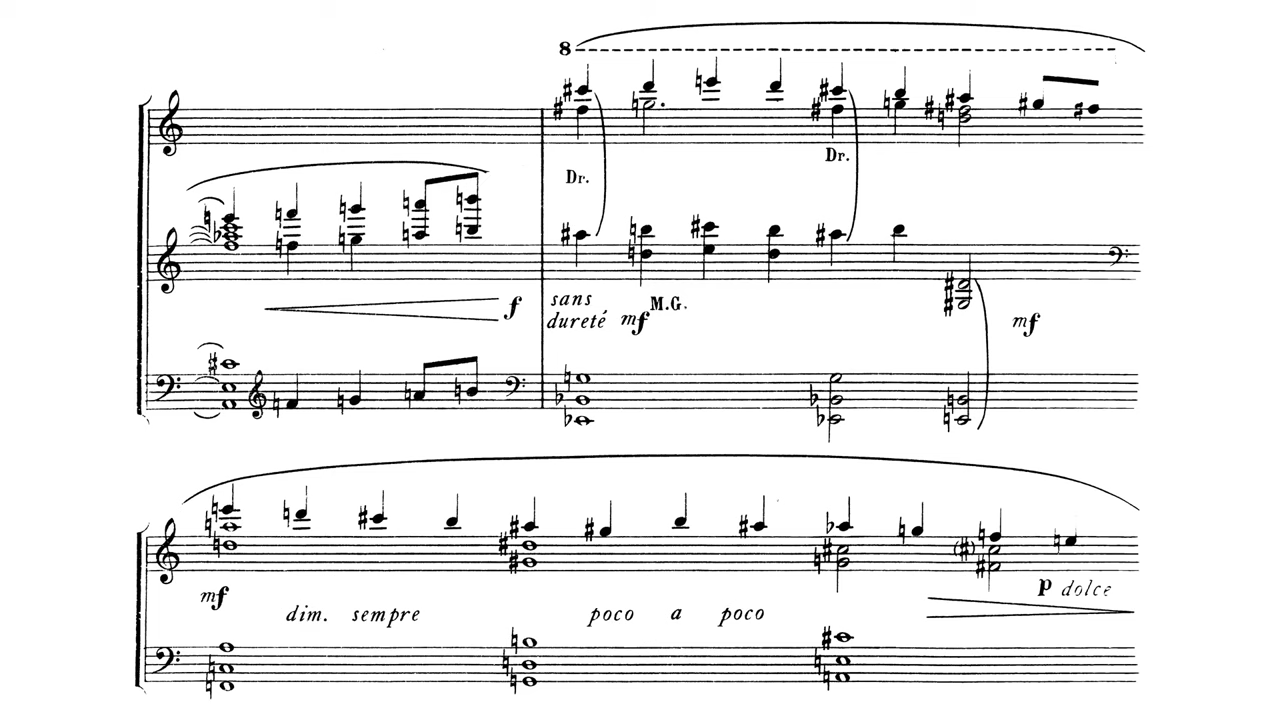 8
Dr.
Dr.
f
sans
dureté mf
M.G.
mf
mf
dim. sempre poco a poco
p dolce